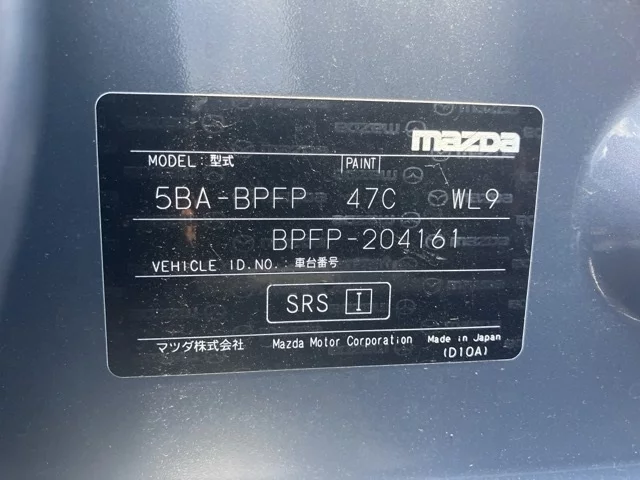 mazda
MODEL:型式 PAINT
5BA-BPFP 47C WL9
BPFP-204161
VEHICLE ID.NO.:車台番号
SRS I
マツダ株式会社 Mazda Motor Corporation Made in Japan
(D10A)